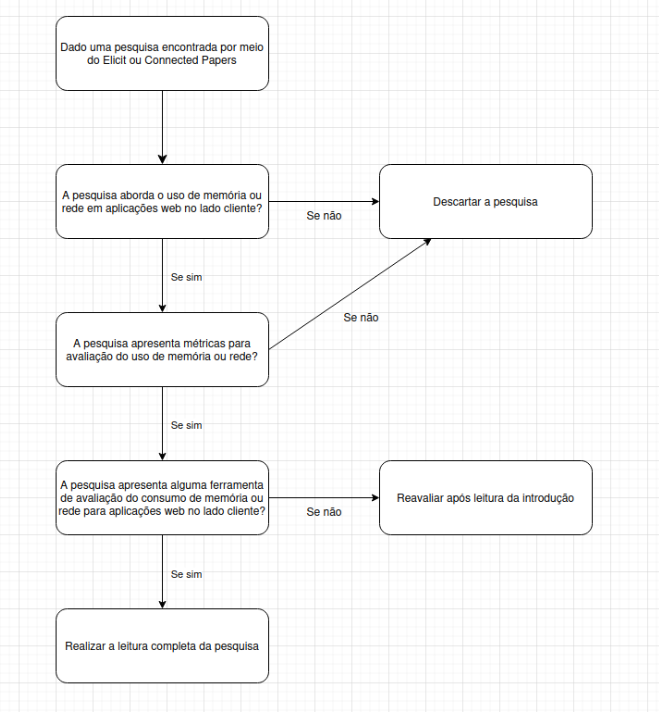 Dado uma pesquisa encontrada por meio
do Elicit ou Connected Papers
A pesquisa aborda o uso de memória ou
rede em aplicações web no lado cliente?
Se não
Descartar a pesquisa
Se sim
Se não
A pesquisa apresenta métricas para
avaliação do uso de memória ou rede?
Se sim
A pesquisa apresenta alguma ferramenta
de avaliação do consumo de memória ou
rede para aplicações web no lado cliente?
Se não
Reavaliar após leitura da introdução
Se sim
Realizar a leitura completa da pesquisa